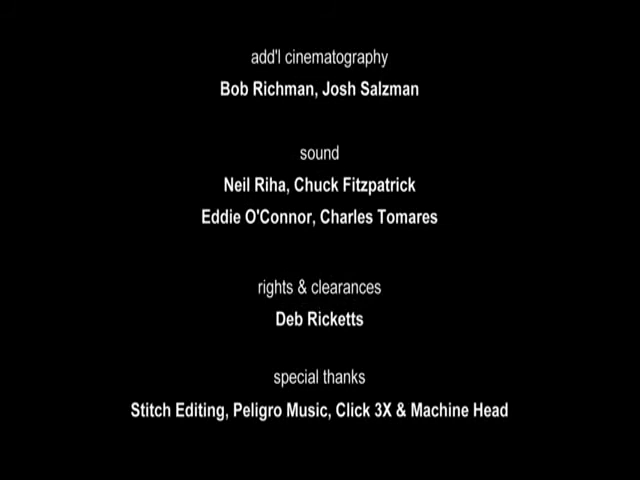 add'l cinematography
Bob Richman, Josh Salzman
sound
Neil Riha, Chuck Fitzpatrick
Eddie O'Connor, Charles Tomares
rights & clearances
Deb Ricketts
special thanks
Stitch Editing, Peligro Music, Click 3X & Machine Head